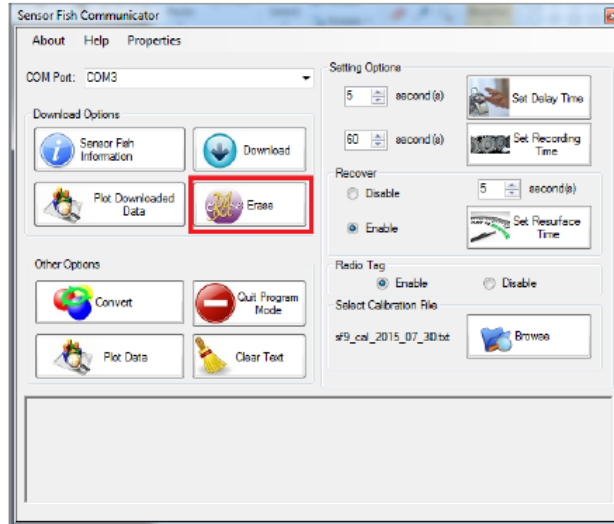 Sensor Fish Communicator
About Help Properties
COM Port: COM3
Download Options
Sensor Fish
Information
Download
Plot Downloaded
Data
Erase
Other Options
Convert
Quit Program
Mode
Plot Data
Clear Text
Setting Options
5 second(s)
Set Delay Time
60 second(s)
Set Recording
Time
Recover
Disable
5 second(s)
Enable
Set Resurface
Time
Radio Tag
Enable Disable
Select Calibration File
sf9_cal_2015_07_30.txt
Browse